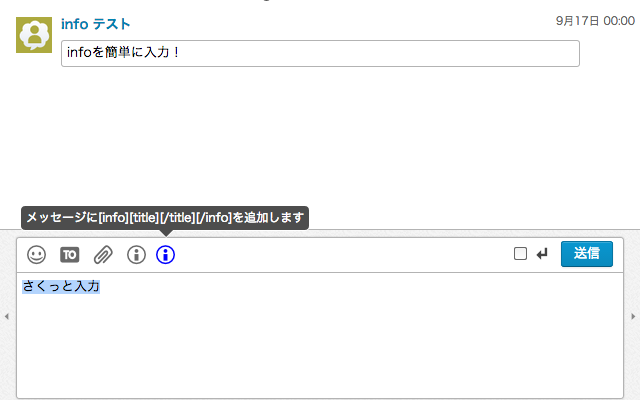 info テスト
9月17日 00:00
infoを簡単に入力！
メッセージに[info][title][/title][/info]を追加します
TO
送信
さくっと入力